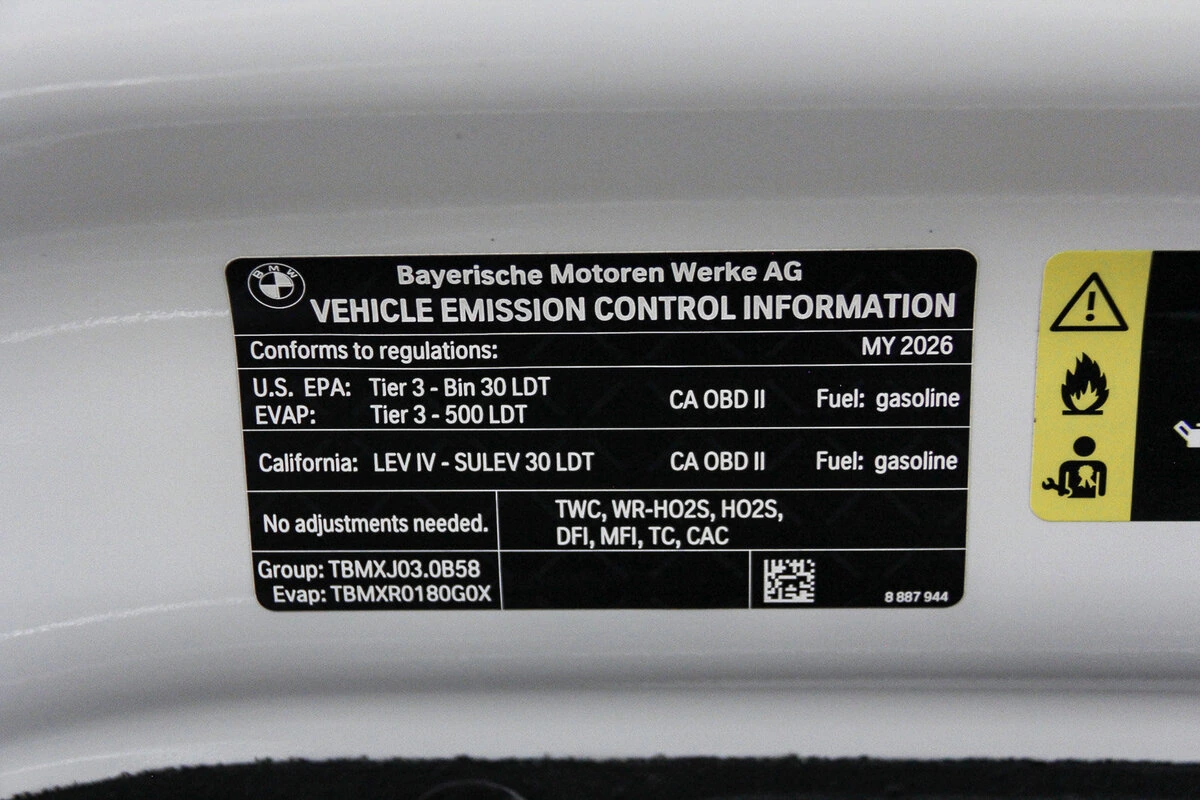 BMW
Bayerische Motoren Werke AG
VEHICLE EMISSION CONTROL INFORMATION
Conforms to regulations: MY 2026
U.S. EPA: Tier 3 - Bin 30 LDT CA OBD II Fuel: gasoline
EVAP: Tier 3 - 500 LDT
California: LEV IV - SULEV 30 LDT CA OBD II Fuel: gasoline
No adjustments needed.
TWC, WR-HO2S, HO2S,
DFI, MFI, TC, CAC
Group: TBMXJ03.0B58
Evap: TBMXR0180G0X
8 887 944